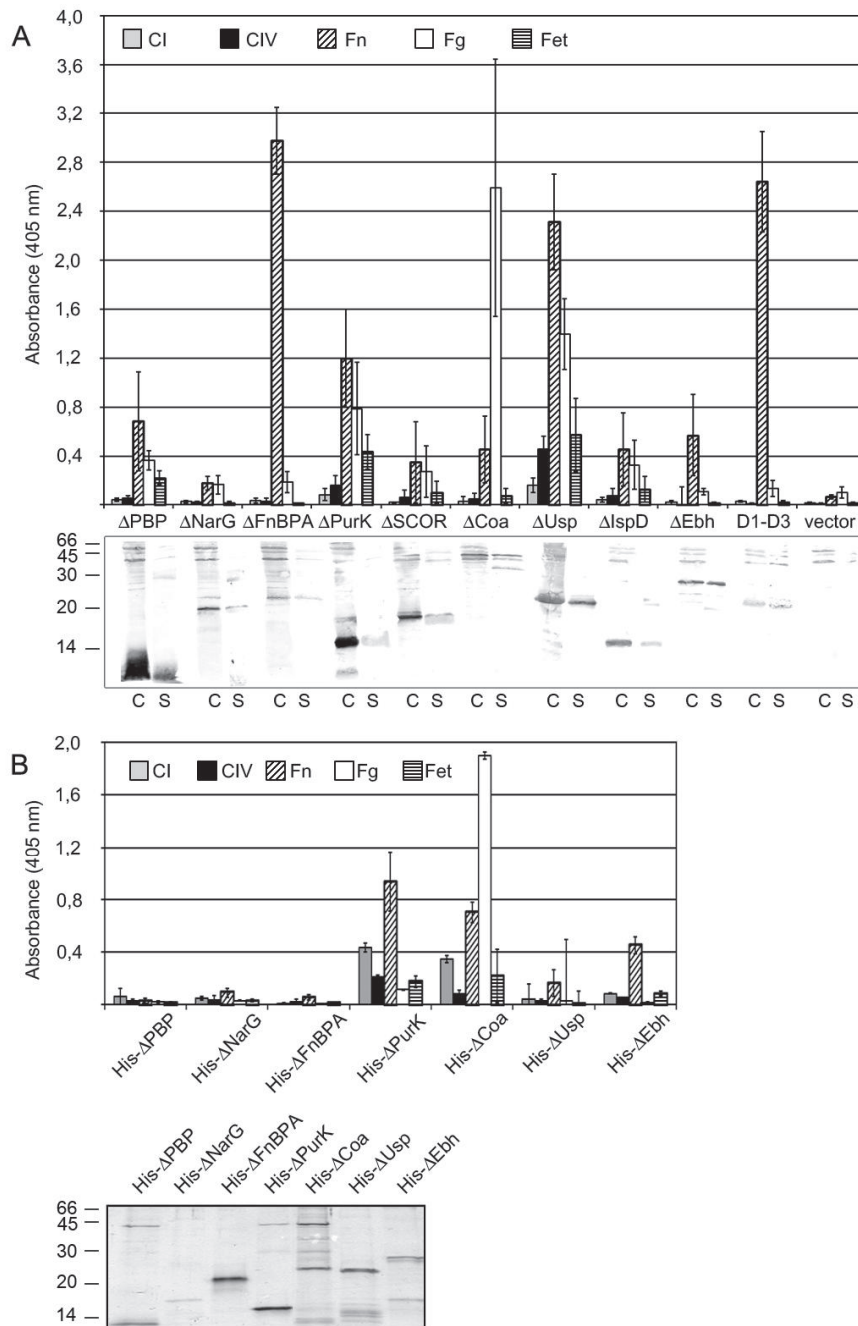 A
CI CIV Fn Fg Fet
4,0
3,6
3,2
2,8
2,4
2,0
1,6
1,2
0,8
0,4
Absorbance (405 nm)
ΔPBP ΔNarG ΔFnBPA ΔPurK ΔSCOR ΔCoa ΔUsp ΔIspD ΔEbh D1-D3 vector
66
45
30
20
14
C S C S C S C S C S C S C S C S C S C S C S
B
CI CIV Fn Fg Fet
2,0
1,6
1,2
0,8
0,4
Absorbance (405 nm)
His-ΔPBP His-ΔNarG His-ΔFnBPA His-ΔPurK His-ΔCoa His-ΔUsp His-ΔEbh
His-ΔPBP His-ΔNarG His-ΔFnBPA His-ΔPurK His-ΔCoa His-ΔUsp His-ΔEbh
66
45
30
20
14